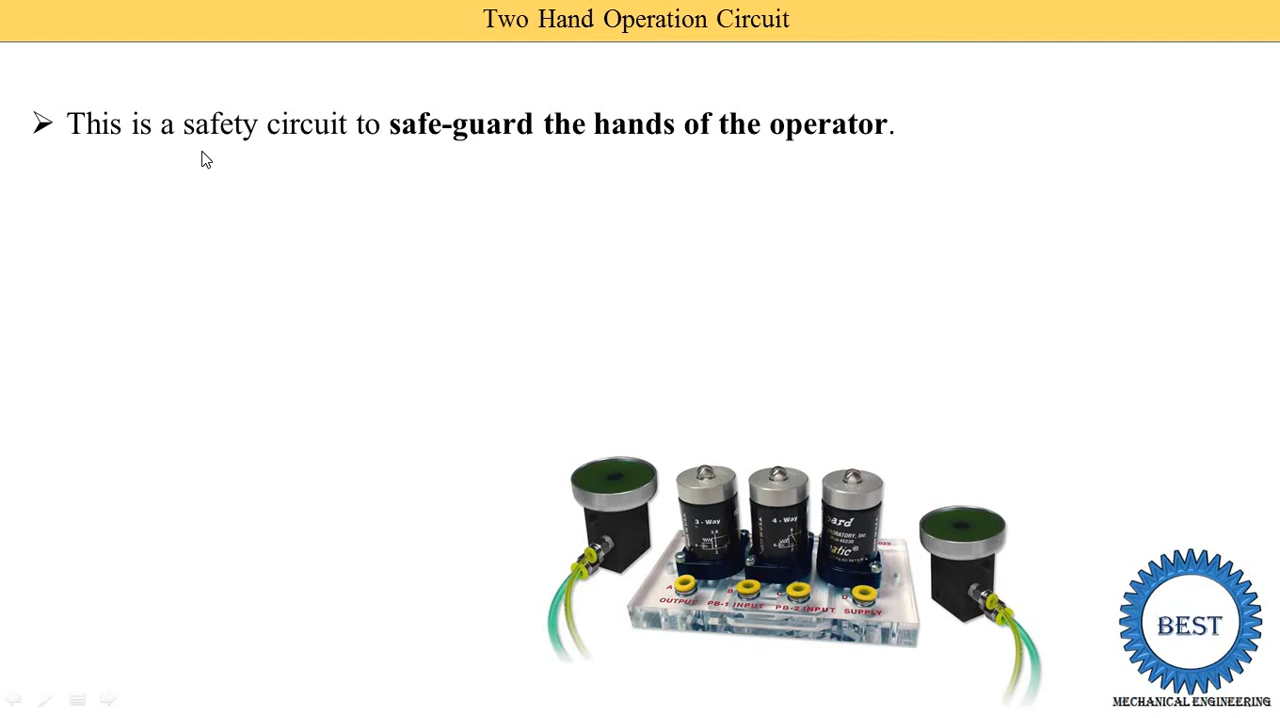 Two Hand Operation Circuit
This is a safety circuit to safe-guard the hands of the operator.
3 - Way
4 - Way
OUTPUT PB-1 INPUT PB-2 INPUT SUPPLY
BEST
MECHANICAL ENGINEERING